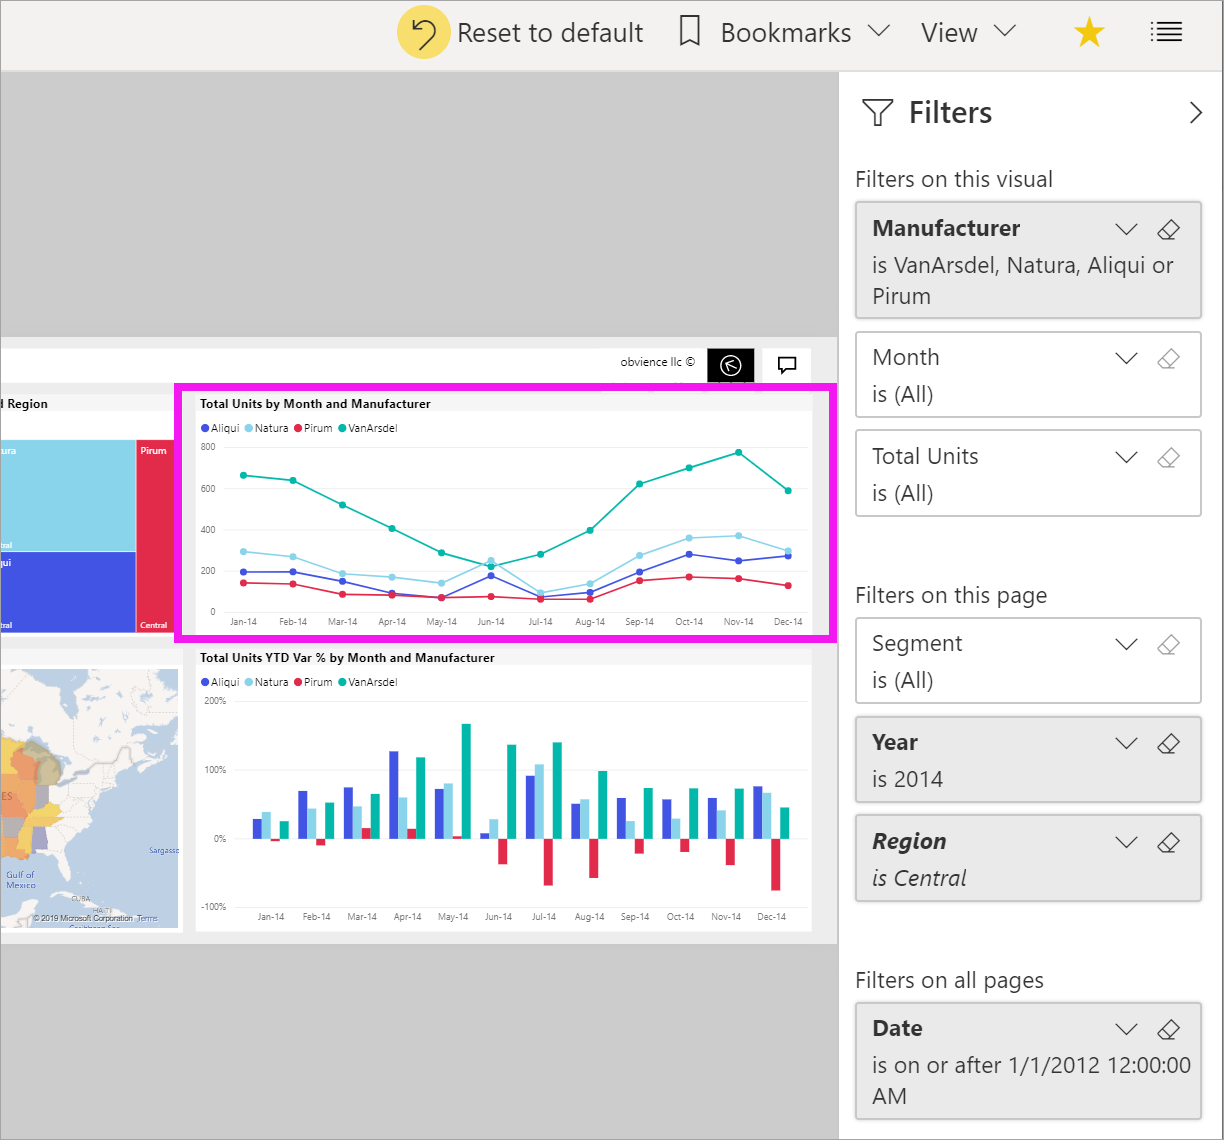 Reset to default
Bookmarks
View
Filters
Filters on this visual
Manufacturer
is VanArsdel, Natura, Aliqui or
Pirum
Month
is (All)
Total Units
is (All)
Filters on this page
Segment
is (All)
Year
is 2014
Region
is Central
Filters on all pages
Date
is on or after 1/1/2012 12:00:00
AM
obvience llc ©
d Region
ura
Pirum
tral
qui
tral
Central
Total Units by Month and Manufacturer
Aliqui Natura Pirum VanArsdel
800
600
400
200
0
Jan-14 Feb-14 Mar-14 Apr-14 May-14 Jun-14 Jul-14 Aug-14 Sep-14 Oct-14 Nov-14 Dec-14
Total Units YTD Var % by Month and Manufacturer
Aliqui Natura Pirum VanArsdel
200%
100%
0%
-100%
Jan-14 Feb-14 Mar-14 Apr-14 May-14 Jun-14 Jul-14 Aug-14 Sep-14 Oct-14 Nov-14 Dec-14
ES
Sargasso
Gulf of
Mexico
CUBA
© 2019 Microsoft Corporation Terms